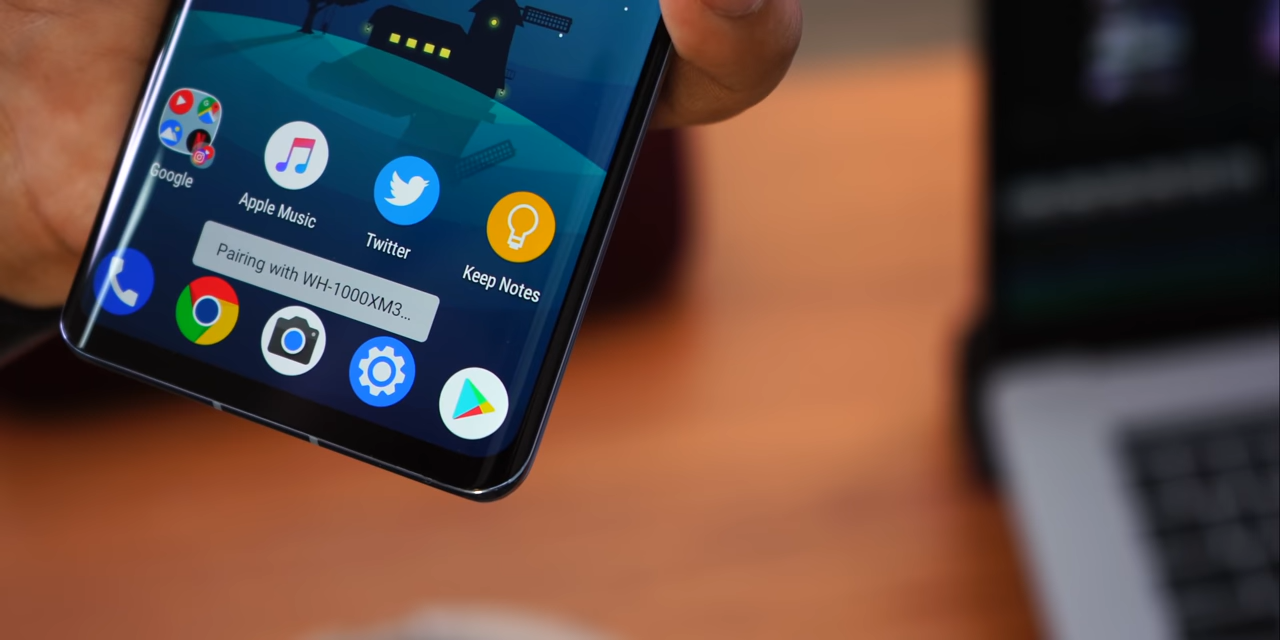 Google
Apple Music
Twitter
Keep Notes
Pairing with WH-1000XM3...